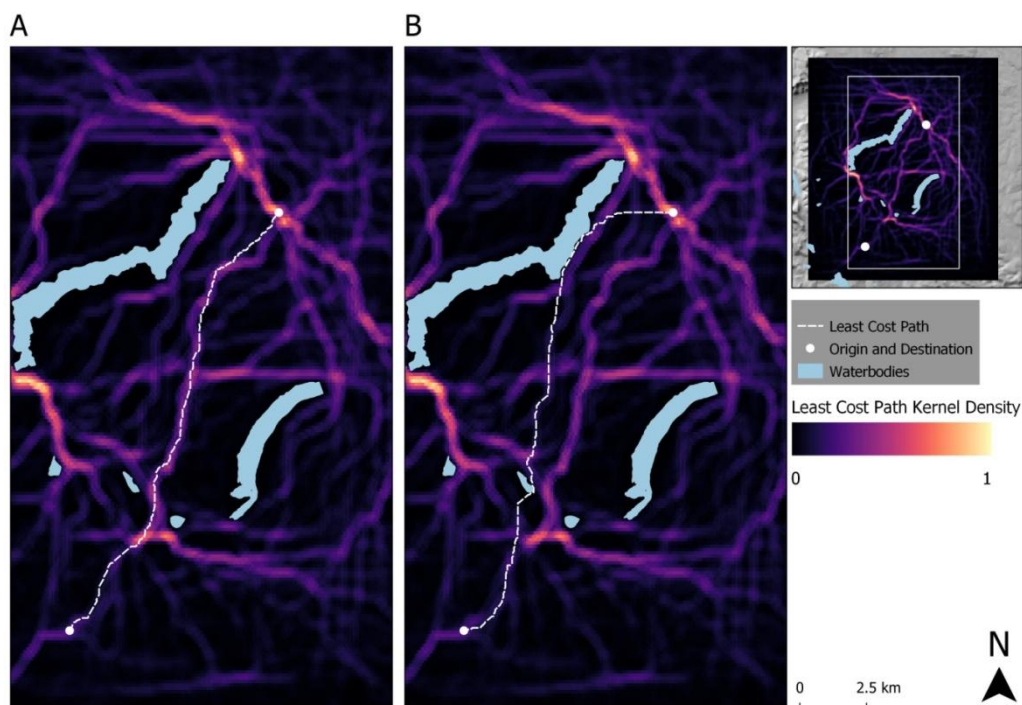 A
B
Least Cost Path
Origin and Destination
Waterbodies
Least Cost Path Kernel Density
0 1
N
0 2.5 km